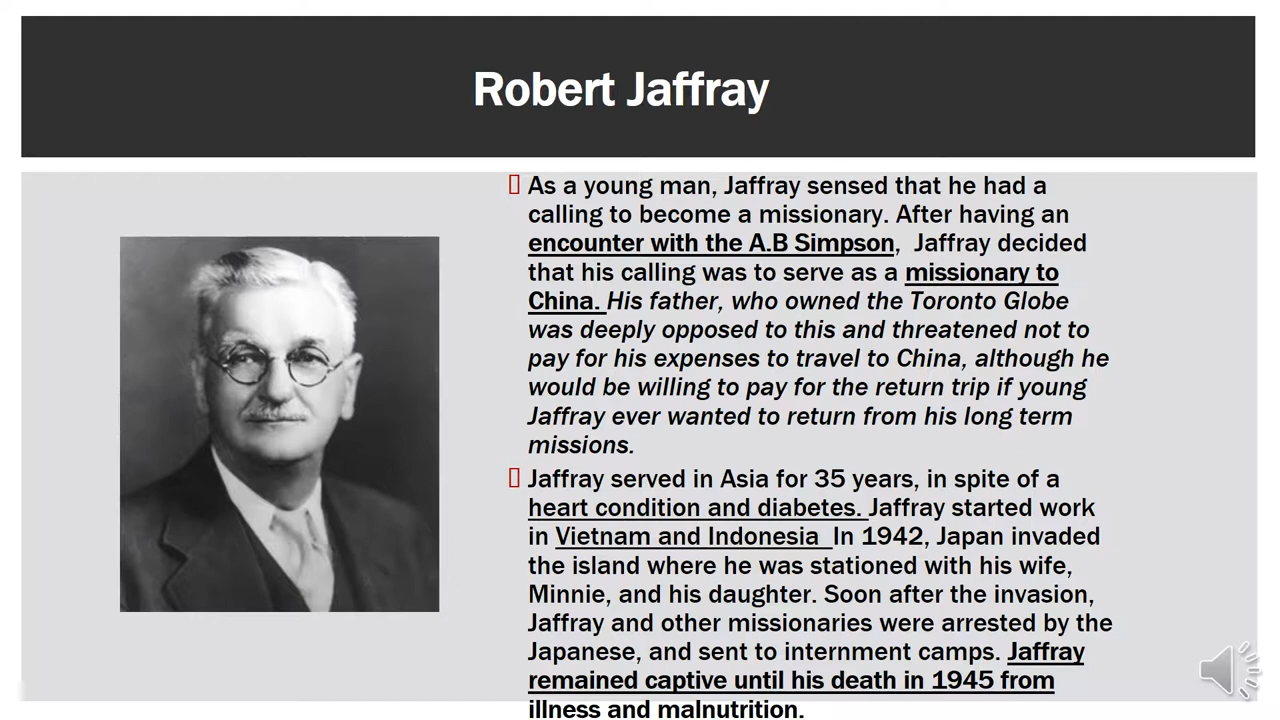 Robert Jaffray
As a young man, Jaffray sensed that he had a
calling to become a missionary. After having an
encounter with the A.B Simpson,  Jaffray decided
that his calling was to serve as a missionary to
China. His father, who owned the Toronto Globe
was deeply opposed to this and threatened not to
pay for his expenses to travel to China, although he
would be willing to pay for the return trip if young
Jaffray ever wanted to return from his long term
missions.
Jaffray served in Asia for 35 years, in spite of a
heart condition and diabetes. Jaffray started work
in Vietnam and Indonesia  In 1942, Japan invaded
the island where he was stationed with his wife,
Minnie, and his daughter. Soon after the invasion,
Jaffray and other missionaries were arrested by the
Japanese, and sent to internment camps. Jaffray
remained captive until his death in 1945 from
illness and malnutrition.